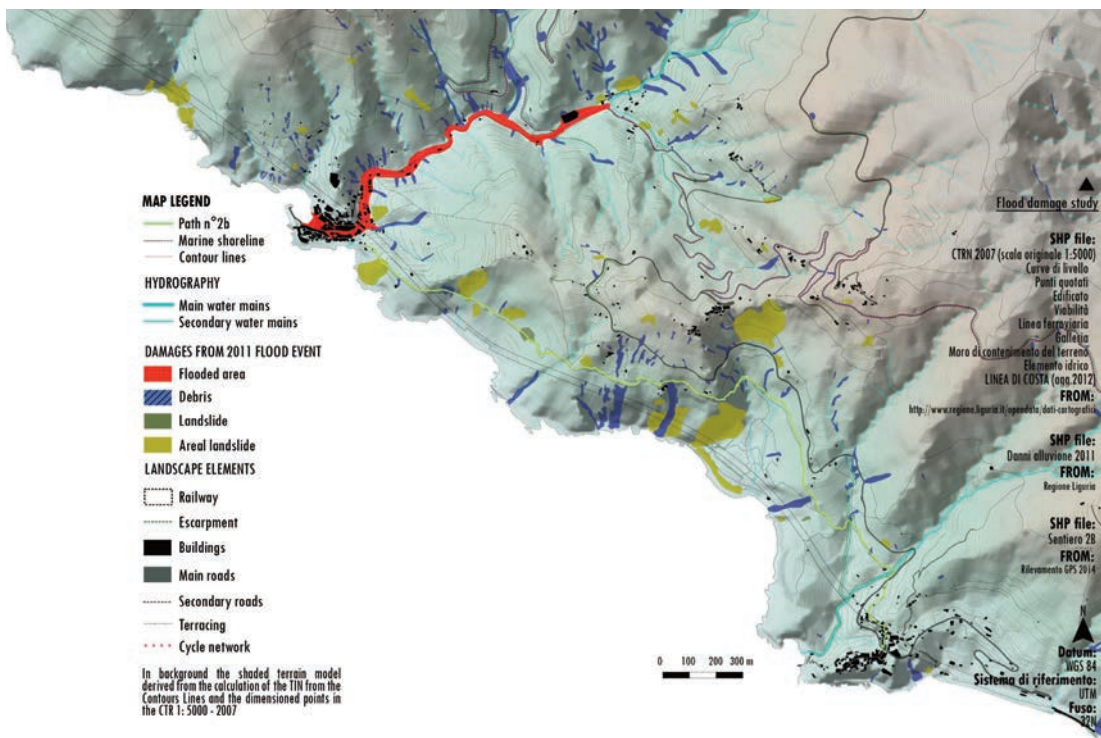 MAP LEGEND
Path n°2b
Marine shoreline
Contour lines
HYDROGRAPHY
Main water mains
Secondary water mains
DAMAGES FROM 2011 FLOOD EVENT
Flooded area
Debris
Landslide
Areal landslide
LANDSCAPE ELEMENTS
Railway
Escarpment
Buildings
Main roads
Secondary roads
Terracing
Cycle network
In background the shaded terrain model
derived from the calculation of the TIN from the
Contours Lines and the dimensioned points in
the CTR 1: 5000 - 2007
0 100 200 300 m
Flood damage study
SHP file:
CTRN 2007 (scala originale 1:5000)
Curve di livello
Punti quotati
Edificato
Viabilità
Linea ferroviaria
Galleria
Moro di contenimento del terreno
Elemento idrico
LINEA DI COSTA (agg.2012)
FROM:
http://www.regione.liguria.it/opendata/dati-cartografici
SHP file:
Danni alluvione 2011
FROM:
Regione Liguria
SHP file:
Sentiero 2B
FROM:
Rilevamento GPS 2014
N
Datum:
WGS 84
Sistema di riferimento:
UTM
Fuso:
32N